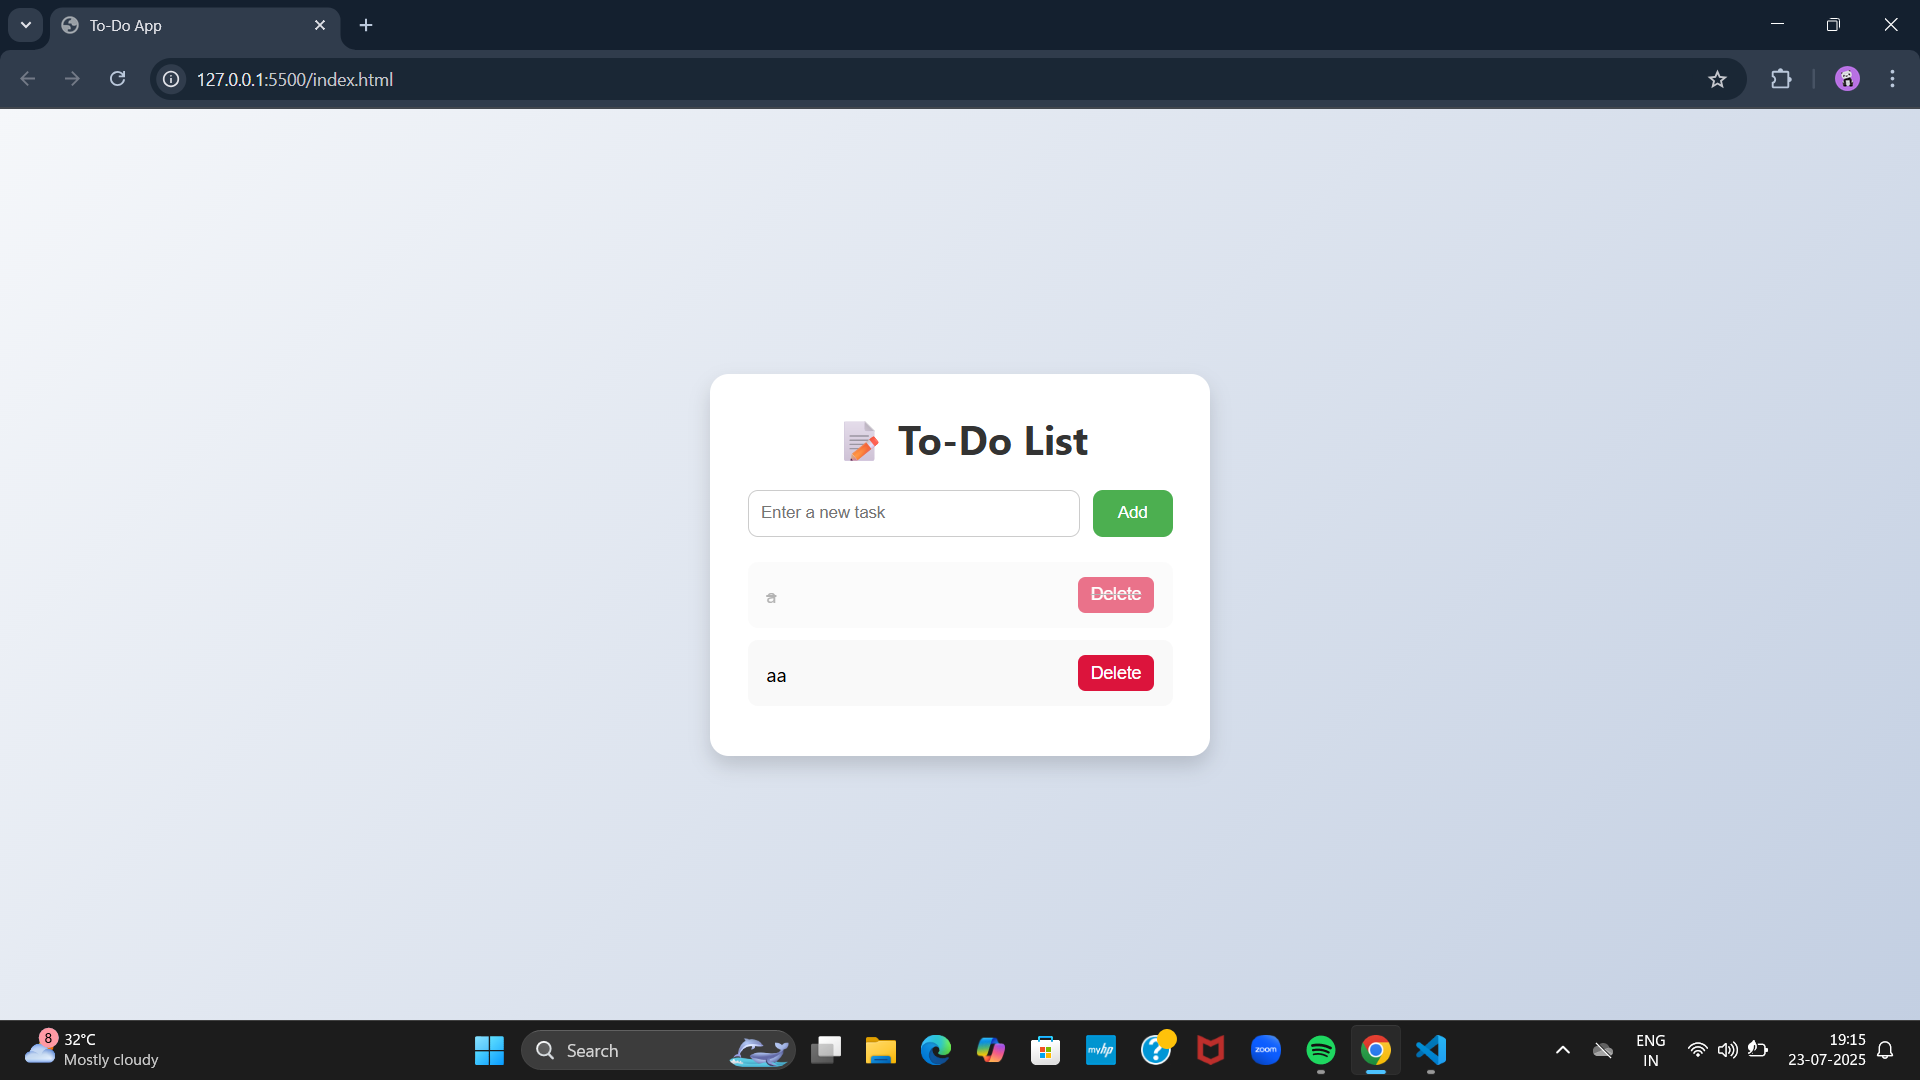 To-Do App
127.0.0.1:5500/index.html
To-Do List
Enter a new task
Add
a
Delete
aa
Delete
8
32°C
Mostly cloudy
Search
myhp
zoom
ENG
IN
19:15
23-07-2025